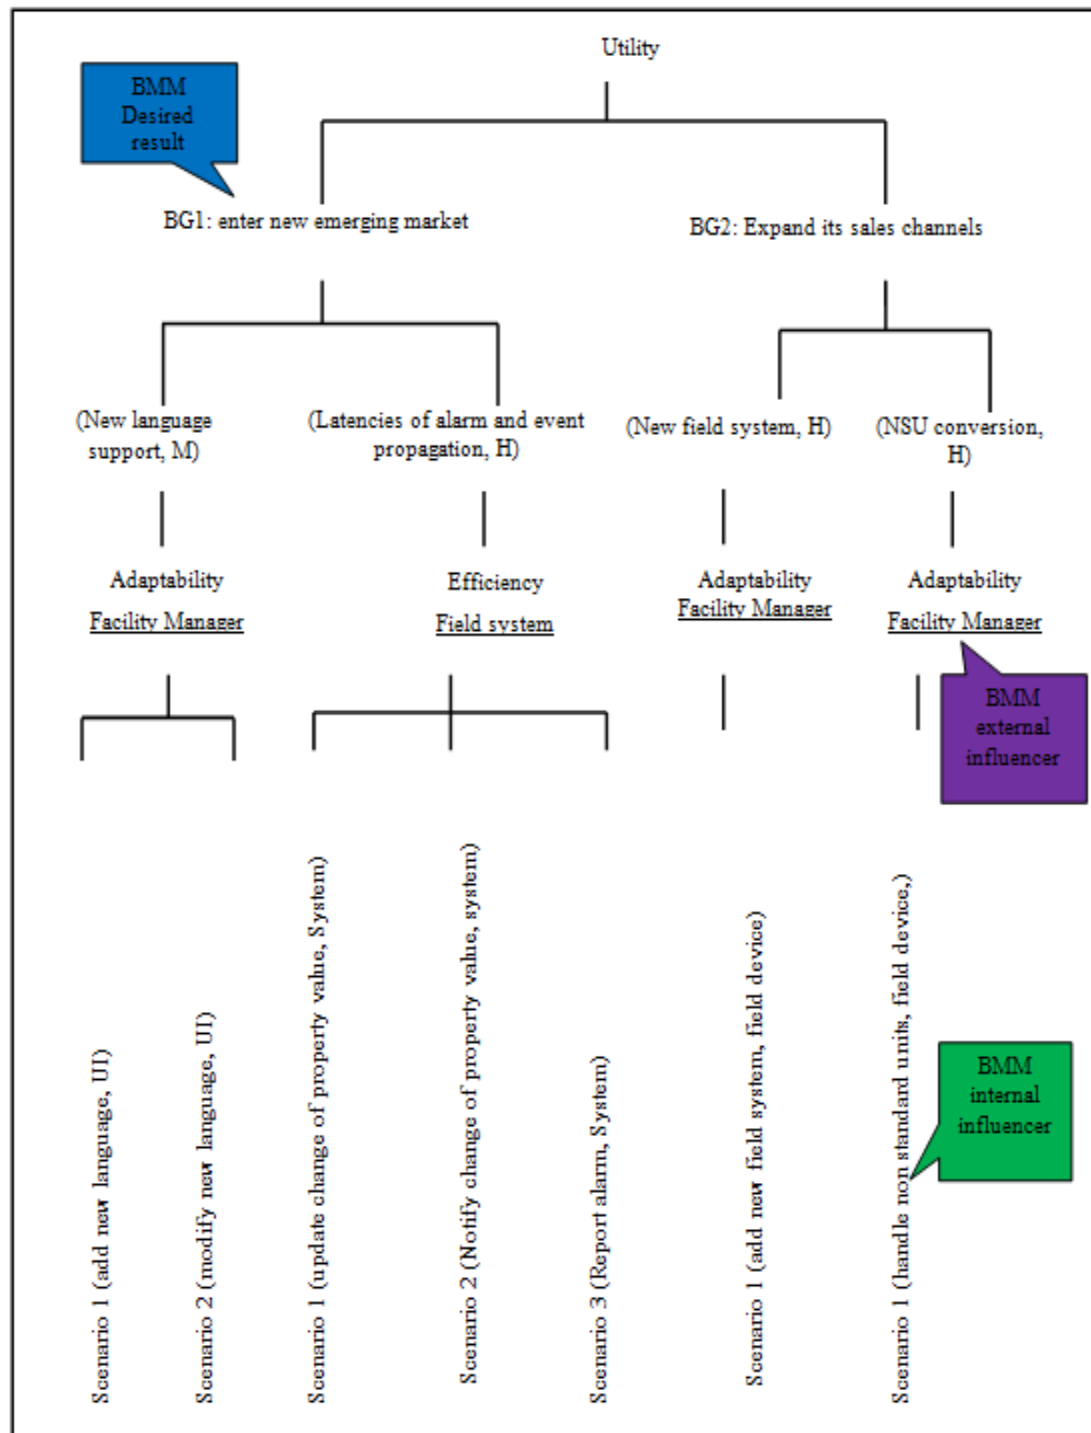 Utility
BMM
Desired
result
BG1: enter new emerging market
BG2: Expand its sales channels
(New language
support, M)
(Latencies of alarm and event
propagation, H)
(New field system, H)
(NSU conversion,
H)
Adaptability
Facility Manager
Efficiency
Field system
Adaptability
Facility Manager
Adaptability
Facility Manager
BMM
external
influencer
Scenario 1 (add new language, UI)
Scenario 2 (modify new language, UI)
Scenario 1 (update change of property value, System)
Scenario 2 (Notify change of property value, system)
Scenario 3 (Report alarm, System)
Scenario 1 (add new field system, field device)
Scenario 1 (handle non standard units, field device,)
BMM
internal
influencer